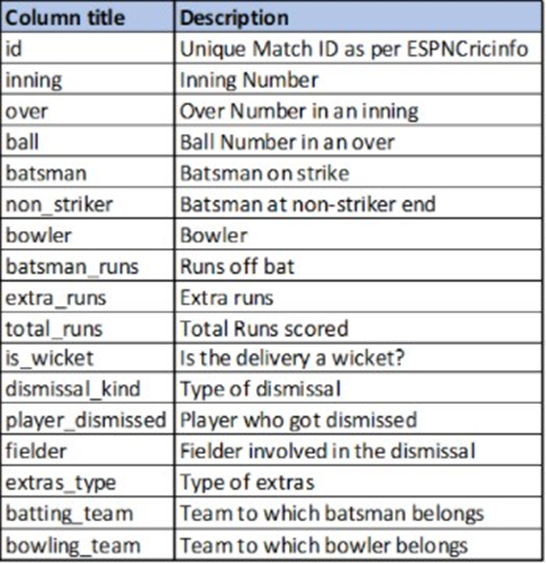 Column title Description
id Unique Match ID as per ESPNCricinfo
inning Inning Number
over Over Number in an inning
ball Ball Number in an over
batsman Batsman on strike
non_striker Batsman at non-striker end
bowler Bowler
batsman_runs Runs off bat
extra_runs Extra runs
total_runs Total Runs scored
is_wicket Is the delivery a wicket?
dismissal_kind Type of dismissal
player_dismissed Player who got dismissed
fielder Fielder involved in the dismissal
extras_type Type of extras
batting_team Team to which batsman belongs
bowling_team Team to which bowler belongs